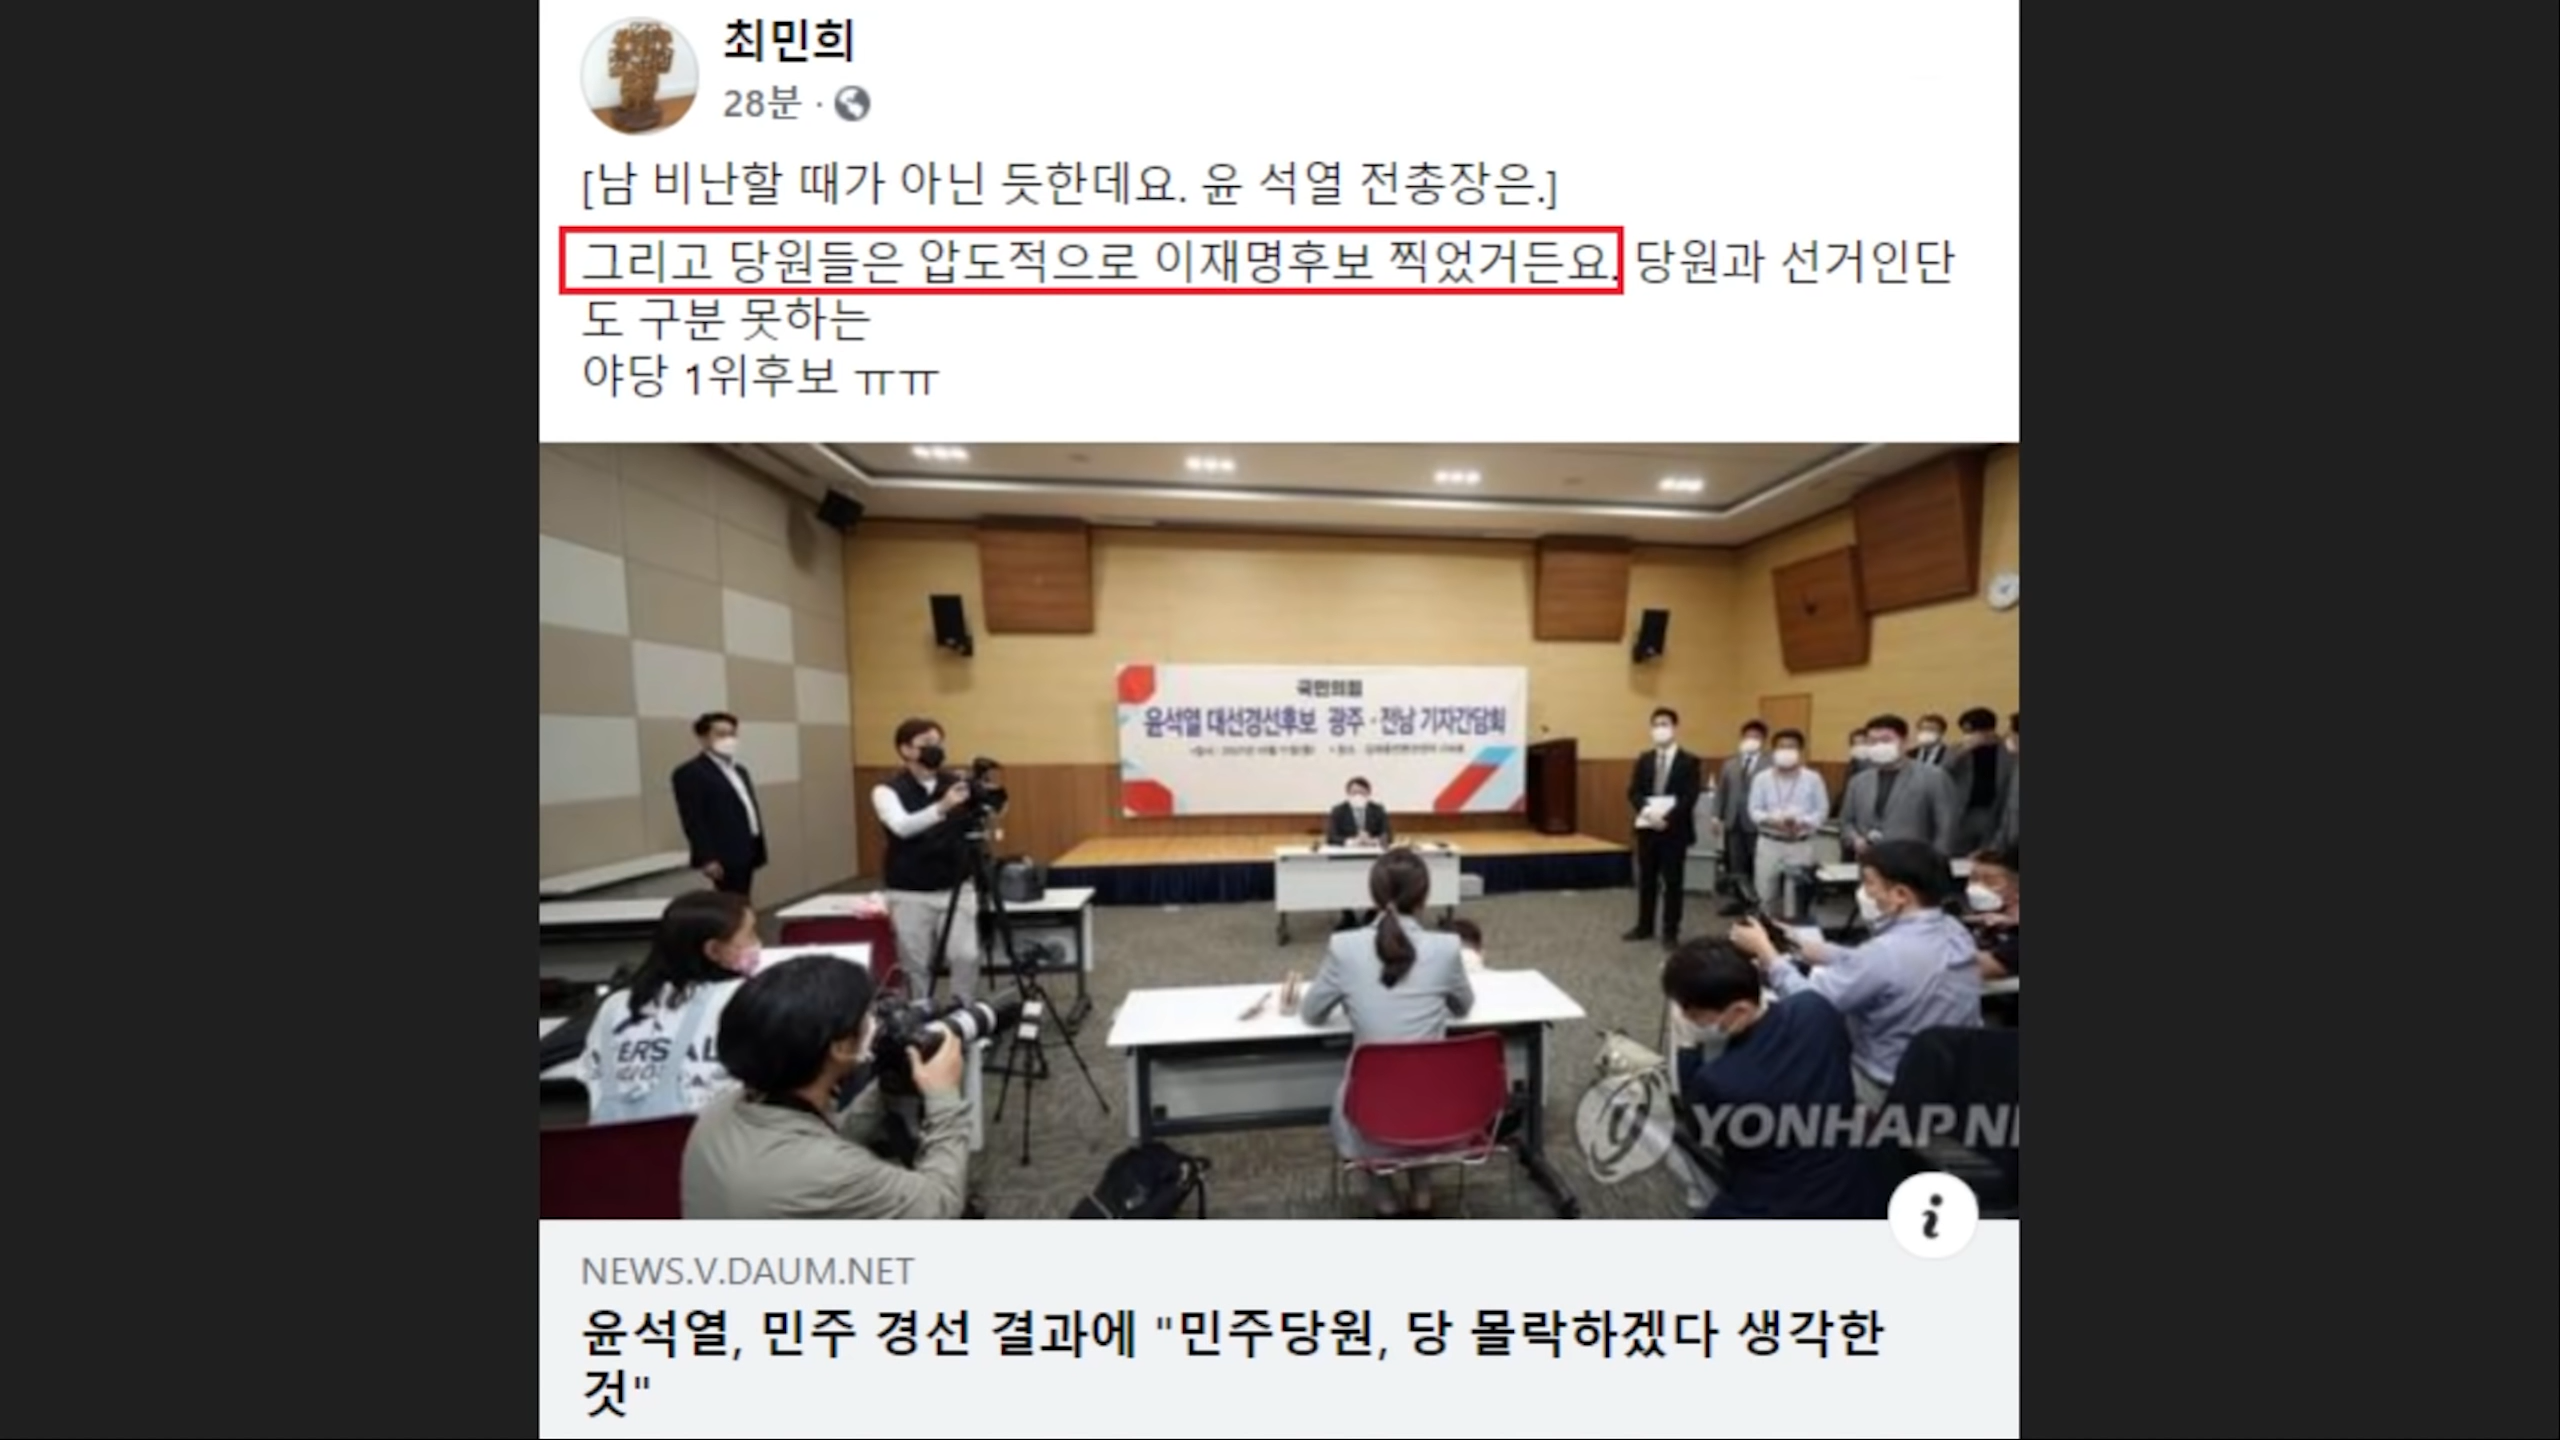 최민희
28분 ·
[남 비난할 때가 아닌 듯한데요. 윤 석열 전총장은.]
그리고 당원들은 압도적으로 이재명후보 찍었거든요. 당원과 선거인단
도 구분 못하는
야당 1위후보 ㅠㅠ
국민의힘
윤석열 대선경선후보 광주·전남 기자간담회
ERSAL
YONHAP NE
NEWS.V.DAUM.NET
윤석열, 민주 경선 결과에 "민주당원, 당 몰락하겠다 생각한
것"